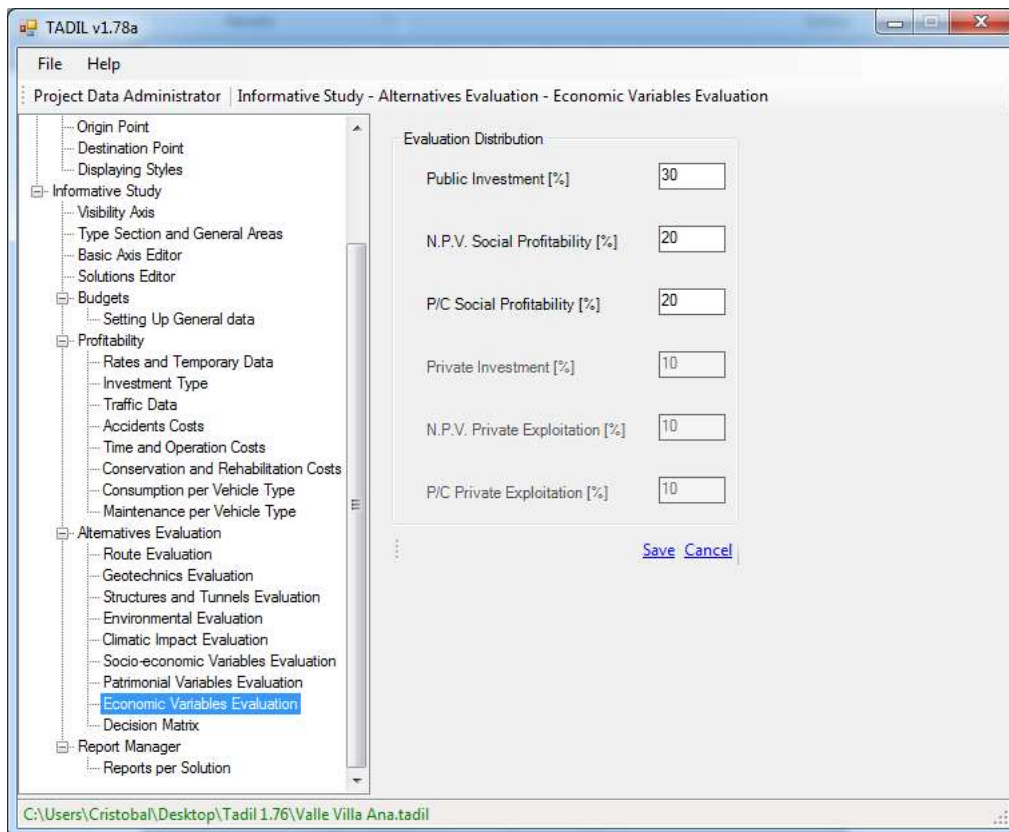 TADIL v1.78a
File Help
Project Data Administrator Informative Study - Alternatives Evaluation - Economic Variables Evaluation
Origin Point
Destination Point
Displaying Styles
Informative Study
Visibility Axis
Type Section and General Areas
Basic Axis Editor
Solutions Editor
Budgets
Setting Up General data
Profitability
Rates and Temporary Data
Investment Type
Traffic Data
Accidents Costs
Time and Operation Costs
Conservation and Rehabilitation Costs
Consumption per Vehicle Type
Maintenance per Vehicle Type
Alternatives Evaluation
Route Evaluation
Geotechnics Evaluation
Structures and Tunnels Evaluation
Environmental Evaluation
Climatic Impact Evaluation
Socio-economic Variables Evaluation
Patrimonial Variables Evaluation
Economic Variables Evaluation
Decision Matrix
Report Manager
Reports per Solution
Evaluation Distribution
Public Investment [%] 30
N.P.V. Social Profitability [%] 20
P/C Social Profitability [%] 20
Private Investment [%] 10
N.P.V. Private Exploitation [%] 10
P/C Private Exploitation [%] 10
Save Cancel
C:\Users\Cristobal\Desktop\Tadil 1.76\Valle Villa Ana.tadil